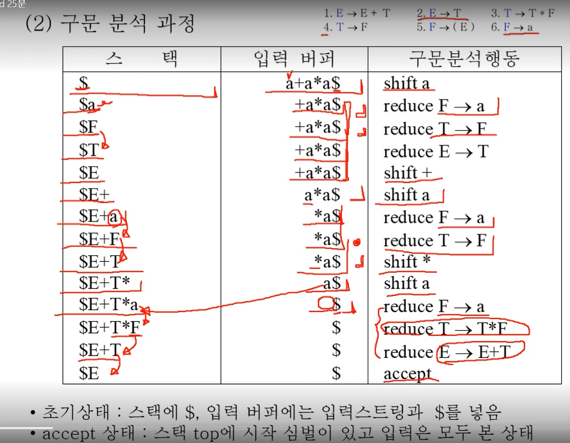 d 25분
(2) 구문 분석 과정
1. E → E + T 2. E → T 3. T → T * F
4. T → F 5. F → ( E ) 6. F → a
스 택 입력 버퍼 구문분석행동
$ a+a*a$ shift a
$a +a*a$ reduce F → a
$F +a*a$ reduce T → F
$T +a*a$ reduce E → T
$E +a*a$ shift +
$E+ a*a$ shift a
$E+a *a$ reduce F → a
$E+F *a$ reduce T → F
$E+T *a$ shift *
$E+T* a$ shift a
$E+T*a $ reduce F → a
$E+T*F $ reduce T → T*F
$E+T $ reduce E → E+T
$E $ accept
• 초기상태 : 스택에 $, 입력 버퍼에는 입력스트링과 $를 넣음
• accept 상태 : 스택 top에 시작 심벌이 있고 입력은 모두 본 상태